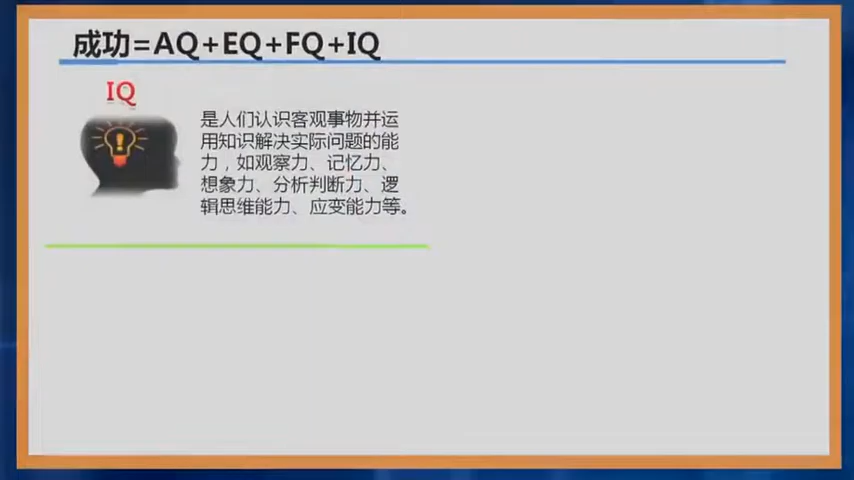 成功=AQ+EQ+FQ+IQ
IQ
是人们认识客观事物并运
用知识解决实际问题的能
力，如观察力、记忆力、
想象力、分析判断力、逻
辑思维能力、应变能力等。